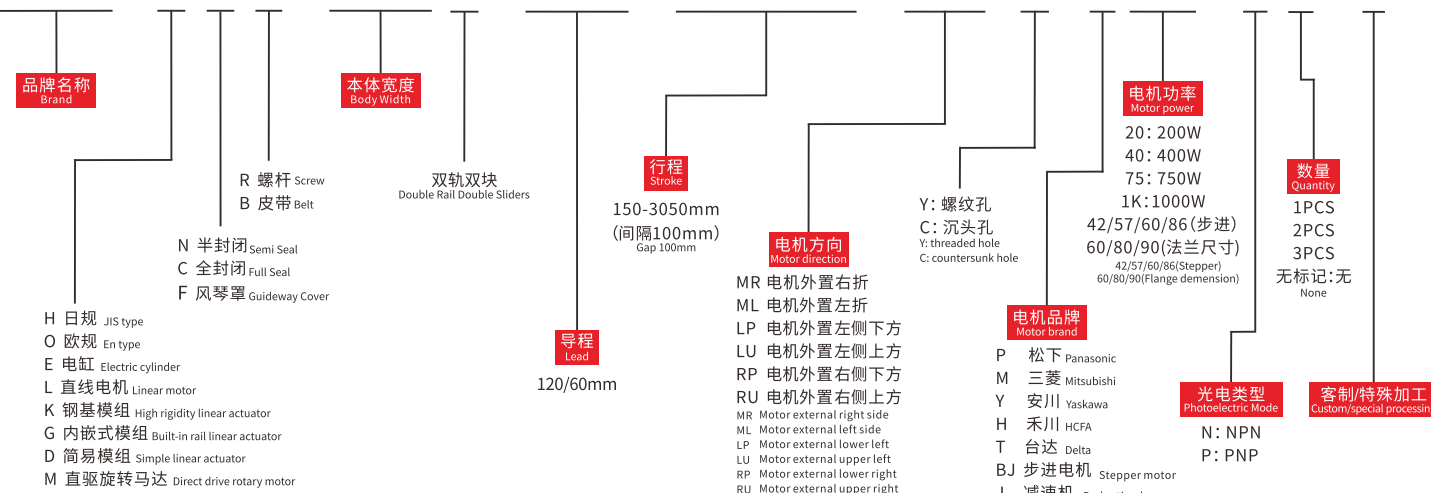 品牌名称
Brand
H 日规 JIS type
O 欧规 En type
E 电缸 Electric cylinder
L 直线电机 Linear motor
K 钢基模组 High rigidity linear actuator
G 内嵌式模组 Built-in rail linear actuator
D 简易模组 Simple linear actuator
M 直驱旋转马达 Direct drive rotary motor
N 半封闭 Semi Seal
C 全封闭 Full Seal
F 风琴罩 Guideway Cover
R 螺杆 Screw
B 皮带 Belt
本体宽度
Body Width
双轨双块
Double Rail Double Sliders
导程
Lead
120/60mm
行程
Stroke
150-3050mm
(间隔100mm)
Gap 100mm
电机方向
Motor direction
MR 电机外置右折
ML 电机外置左折
LP 电机外置左侧下方
LU 电机外置左侧上方
RP 电机外置右侧下方
RU 电机外置右侧上方
MR Motor external right side
ML Motor external left side
LP Motor external lower left
LU Motor external upper left
RP Motor external lower right
RU Motor external upper right
Y：螺纹孔
C：沉头孔
Y: threaded hole
C: countersunk hole
电机品牌
Motor brand
P 松下 Panasonic
M 三菱 Mitsubishi
Y 安川 Yaskawa
H 禾川 HCFA
T 台达 Delta
BJ 步进电机 Stepper motor
减速机
电机功率
Motor power
20：200W
40：400W
75：750W
1K：1000W
42/57/60/86(步进)
60/80/90(法兰尺寸)
42/57/60/86(Stepper)
60/80/90(Flange demension)
光电类型
Photoelectric Mode
N：NPN
P：PNP
数量
Quantity
1PCS
2PCS
3PCS
无标记：无
None
客制/特殊加工
Custom/special processin